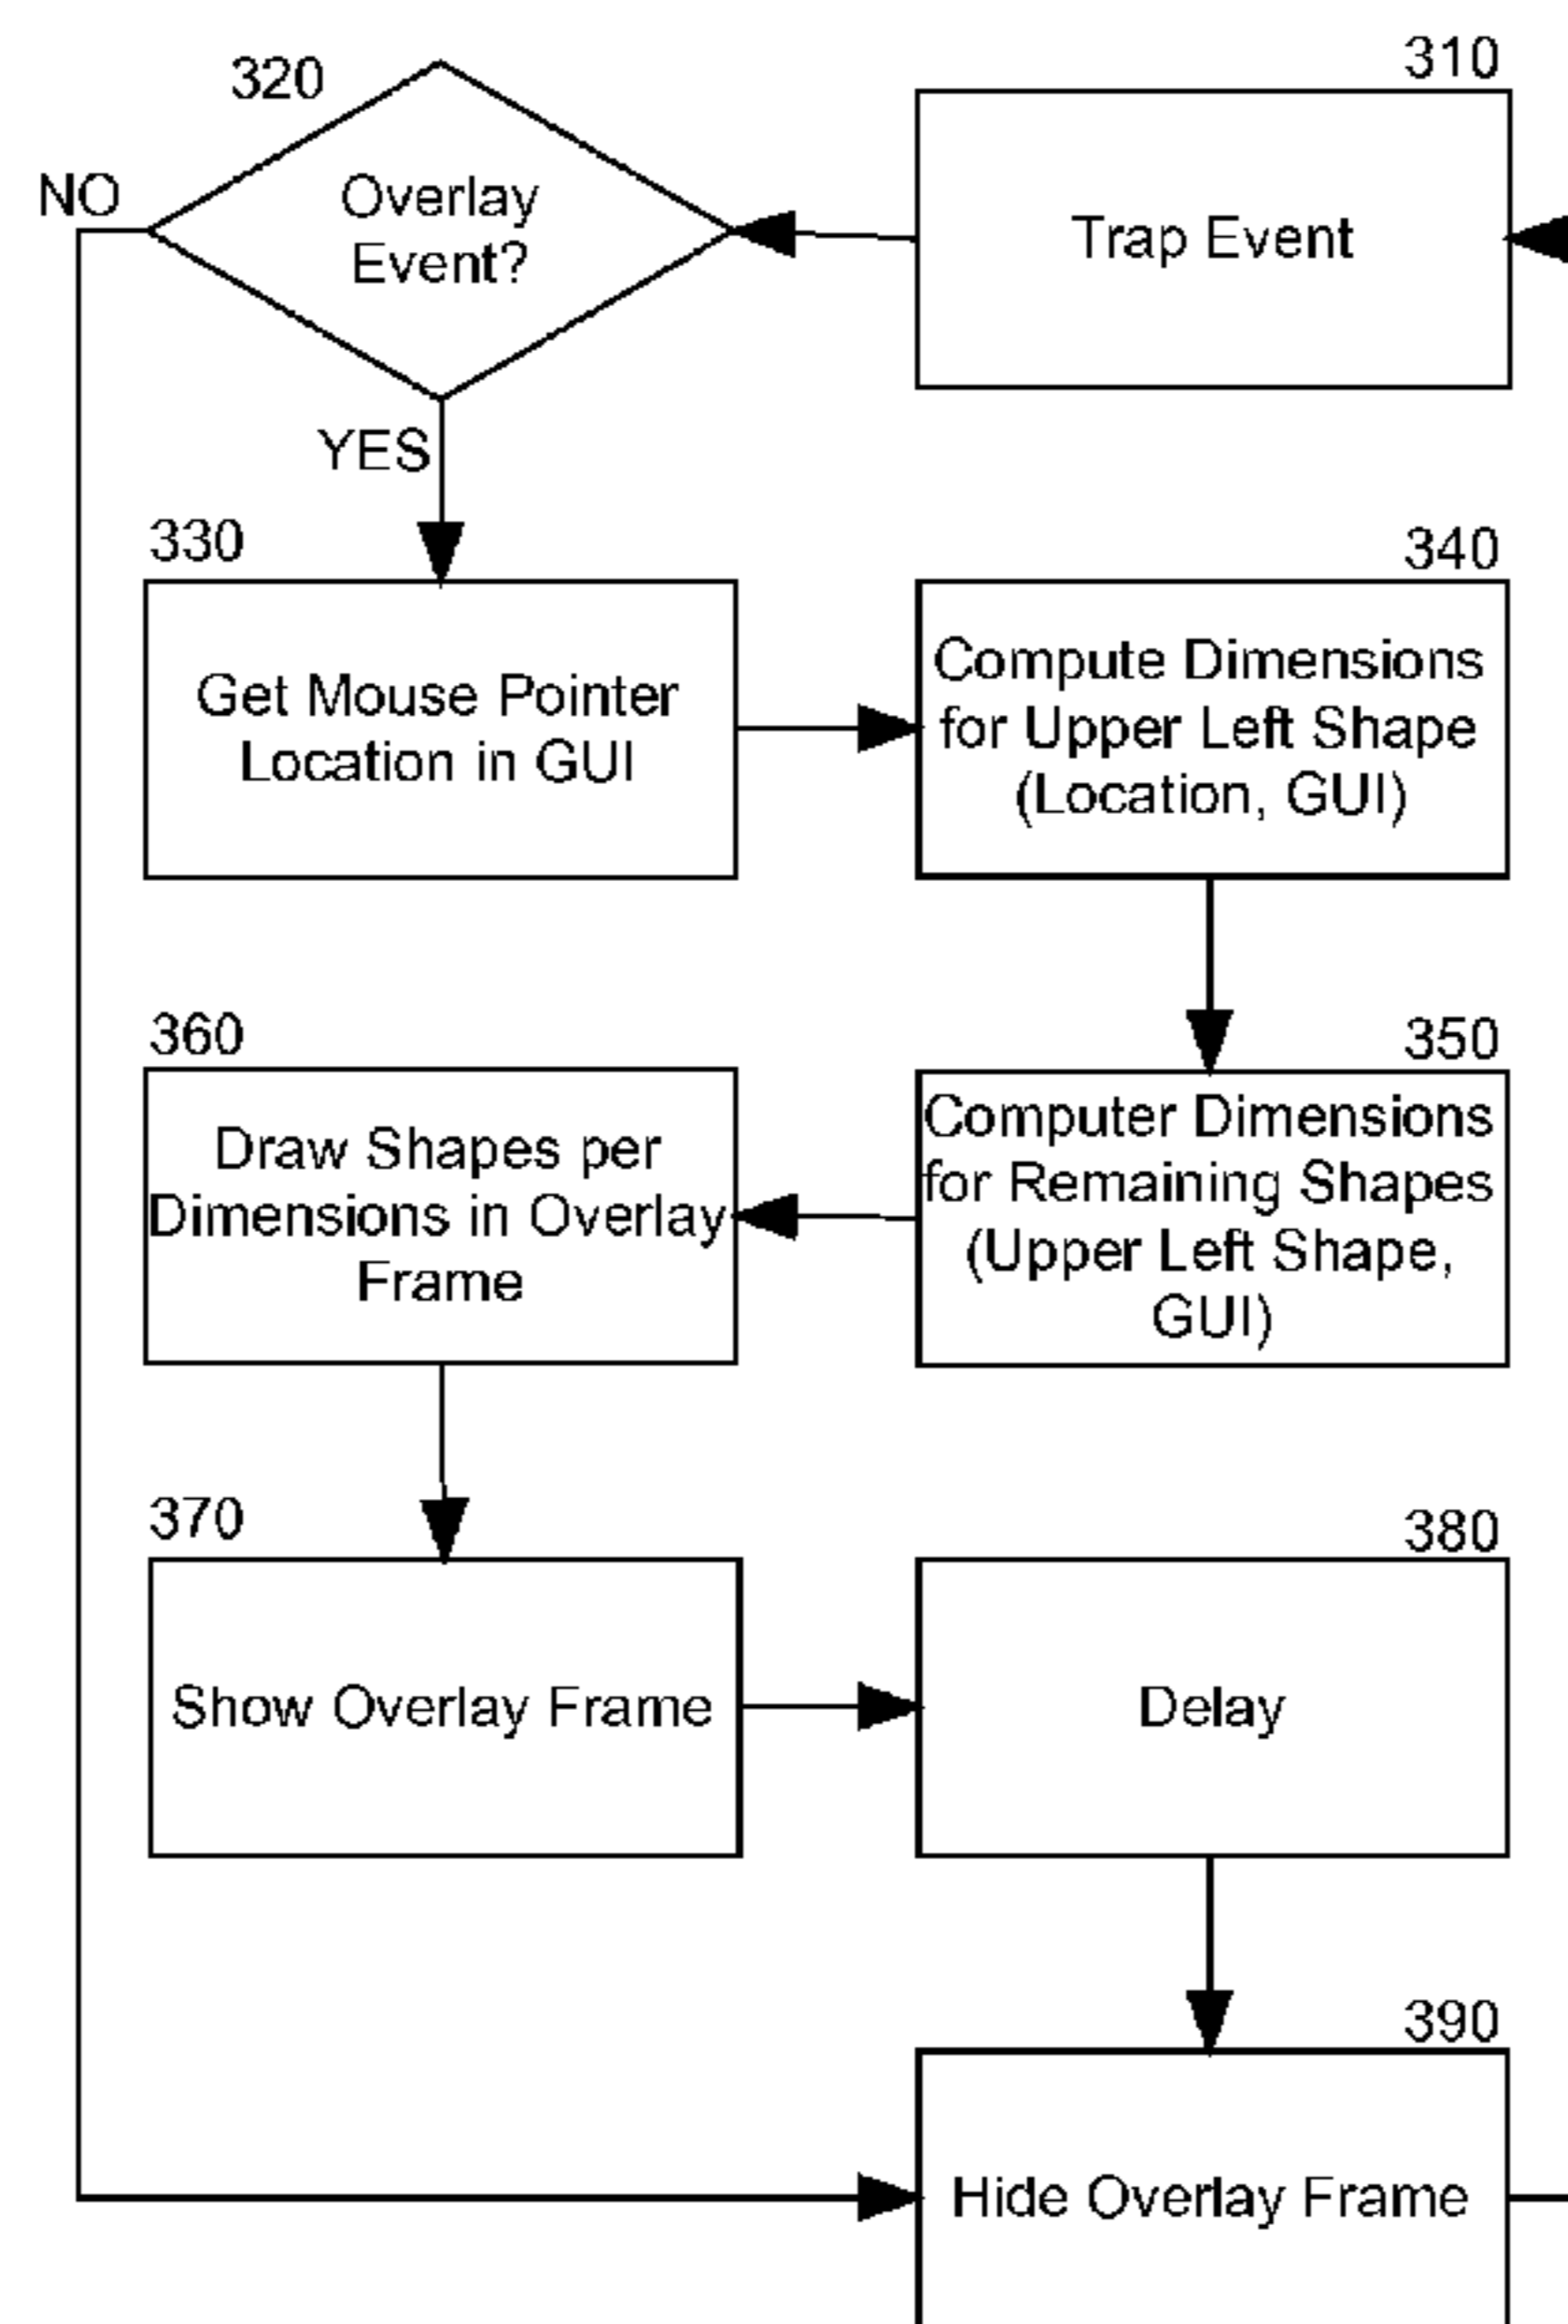 320
310
NO
Overlay
Event?
Trap Event
YES
330
340
Get Mouse Pointer
Location in GUI
Compute Dimensions
for Upper Left Shape
(Location, GUI)
360
350
Draw Shapes per
Dimensions in Overlay
Frame
Computer Dimensions
for Remaining Shapes
(Upper Left Shape,
GUI)
370
380
Show Overlay Frame
Delay
390
Hide Overlay Frame